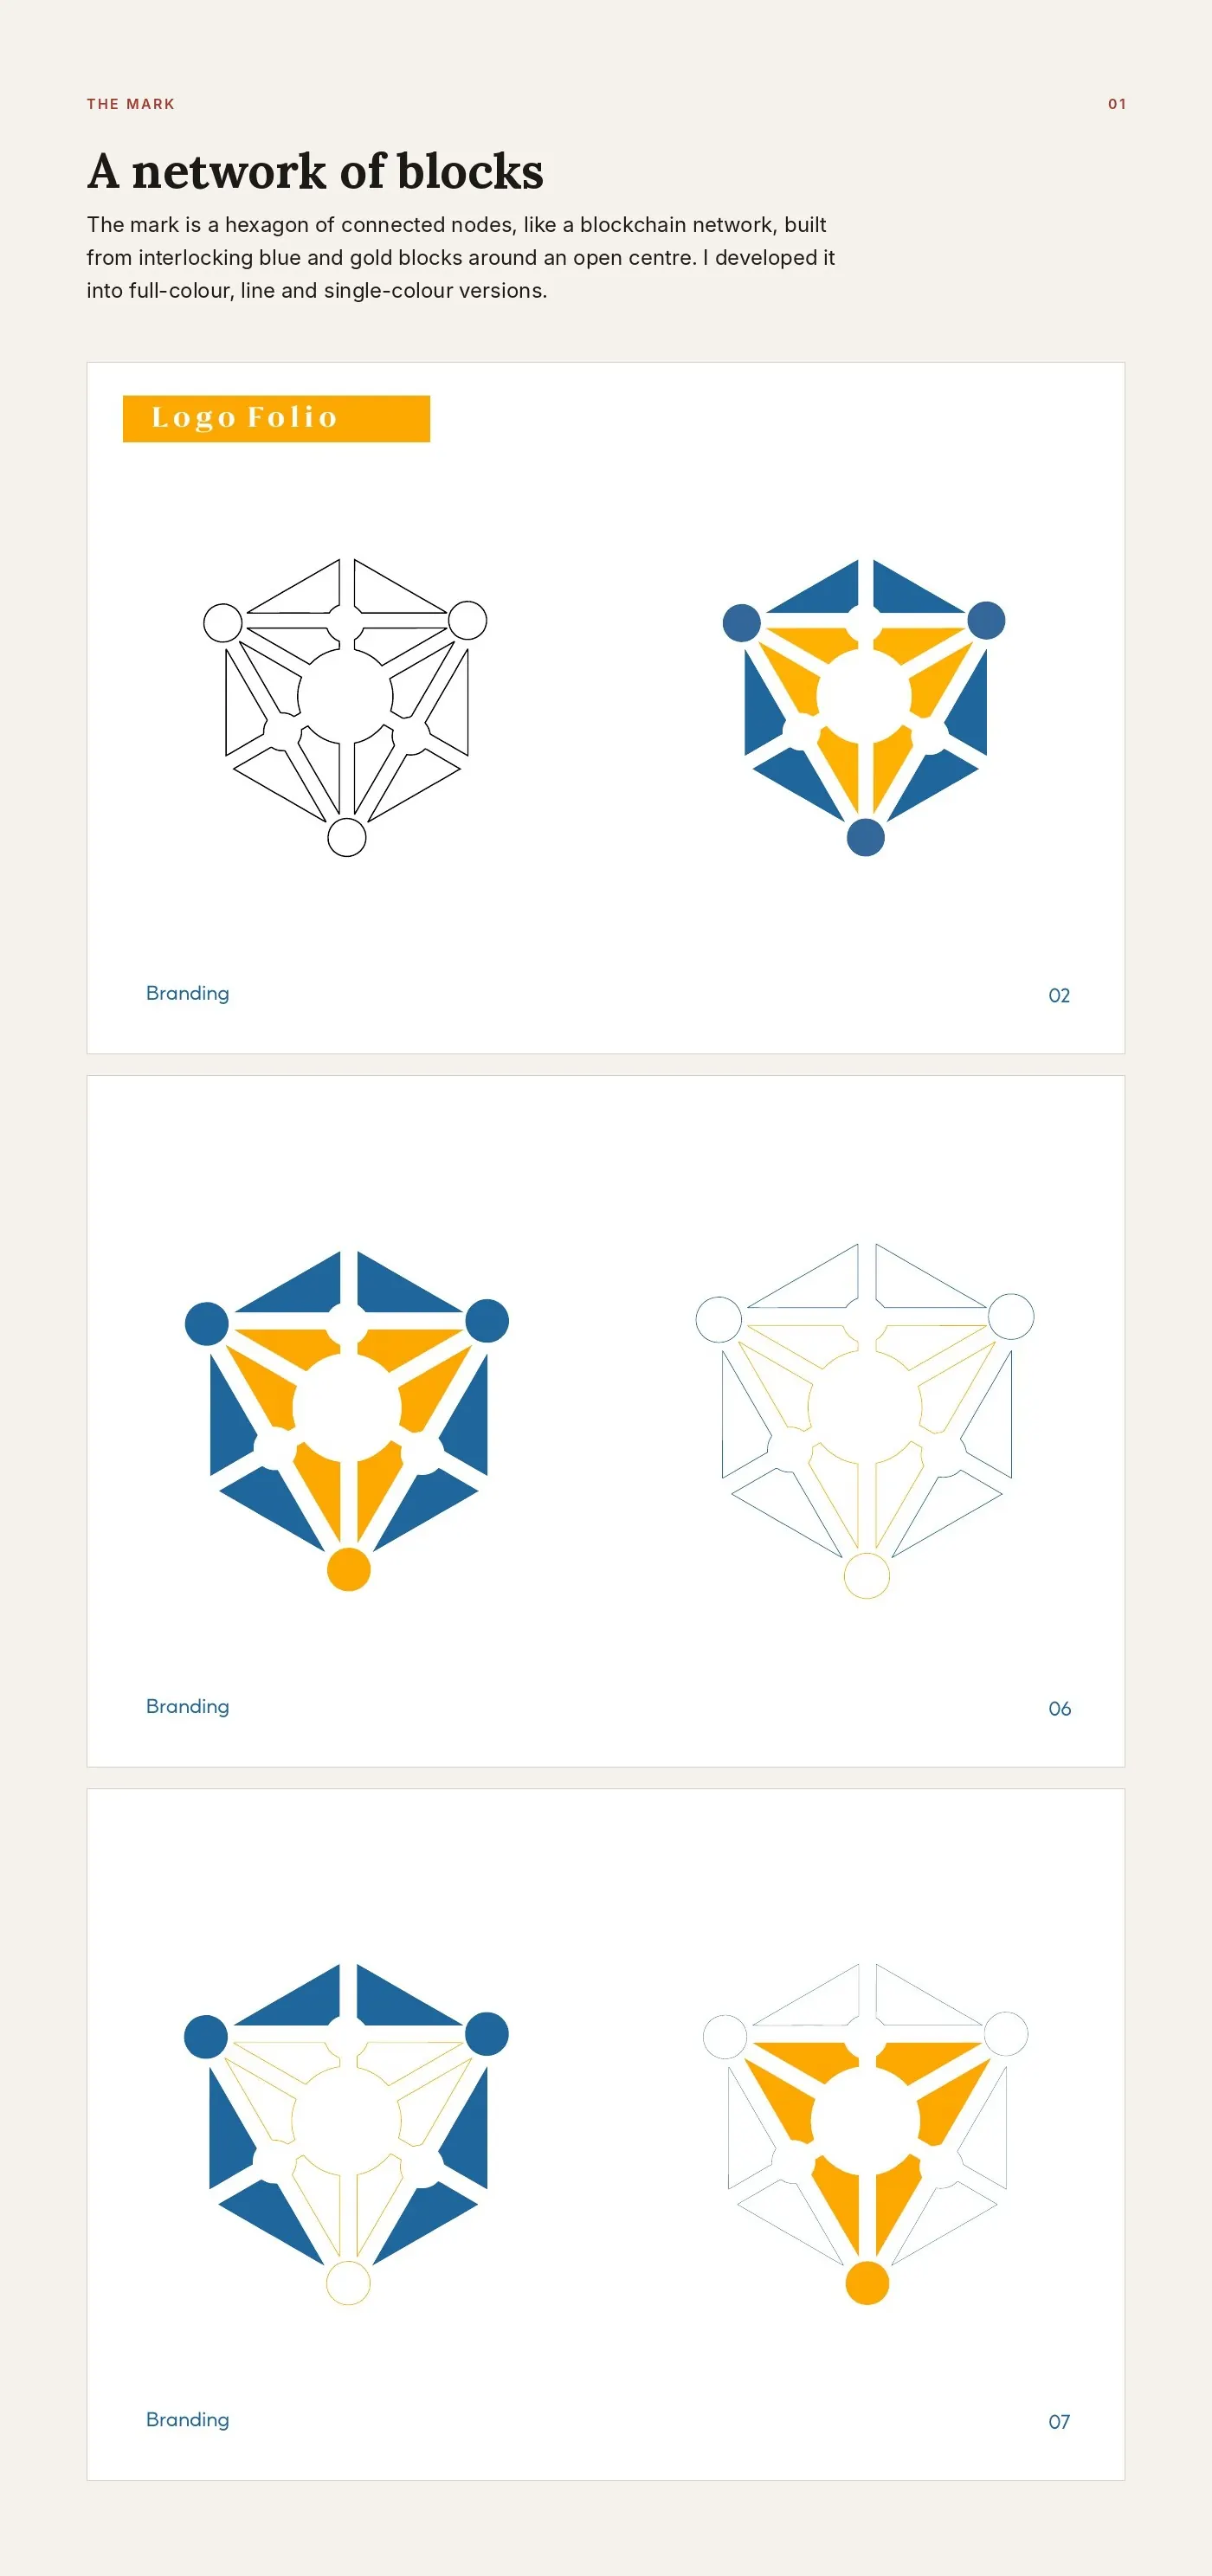 THE MARK 01
A network of blocks
The mark is a hexagon of connected nodes, like a blockchain network, built
from interlocking blue and gold blocks around an open centre. I developed it
into full-colour, line and single-colour versions.
Logo Folio
Branding 02
Branding 06
Branding 07